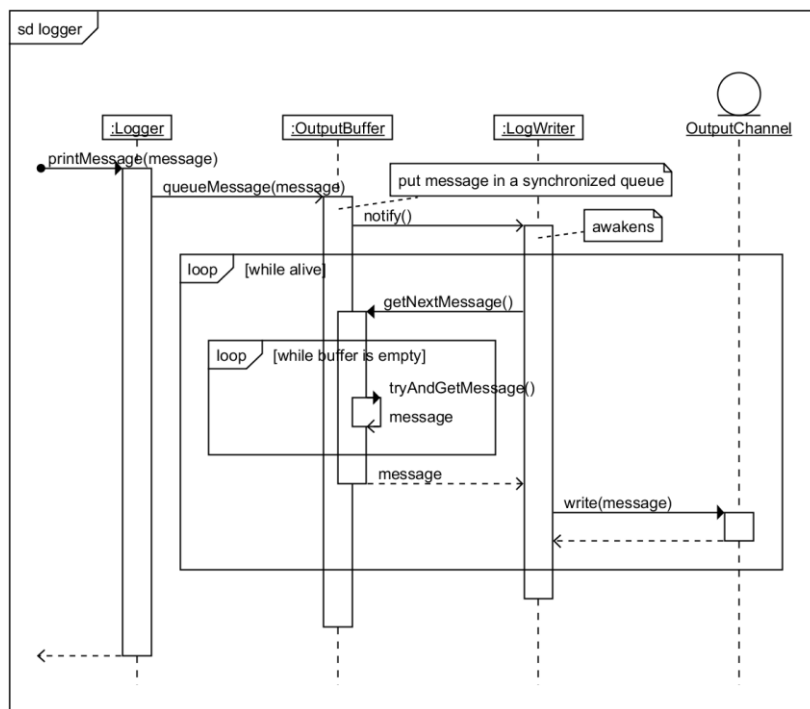 sd logger
:Logger
:OutputBuffer
:LogWriter
OutputChannel
printMessage(message)
queueMessage(message)
put message in a synchronized queue
notify()
awakens
loop
[while alive]
getNextMessage()
loop
[while buffer is empty]
tryAndGetMessage()
message
message
write(message)